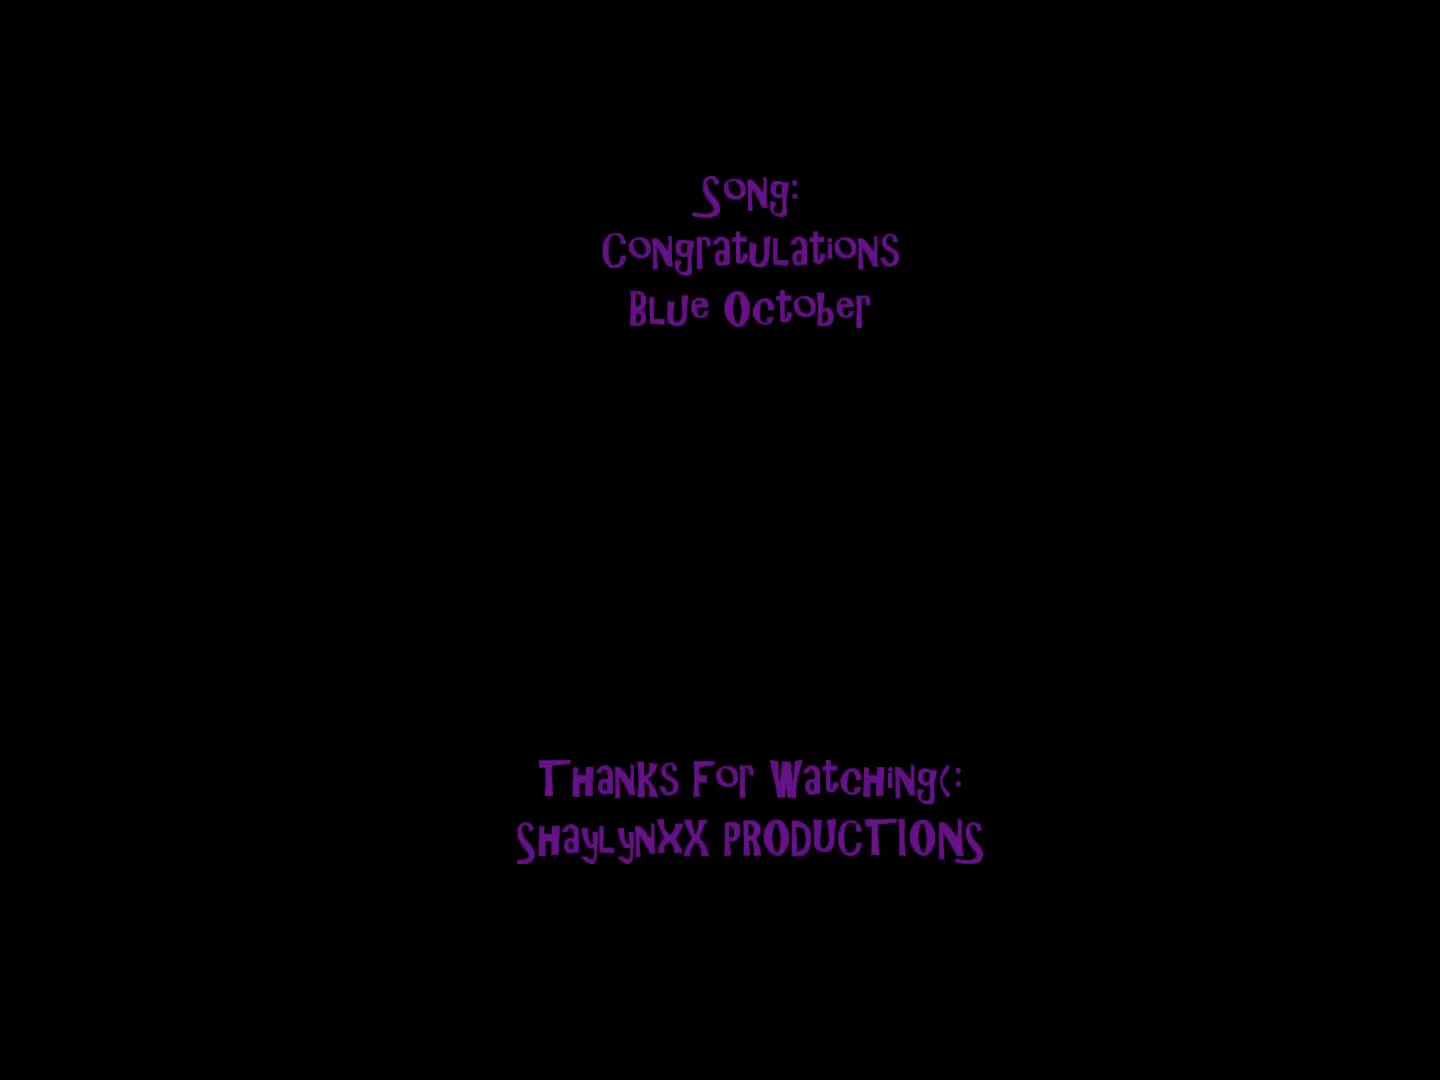 Song:
Congratulations
Blue October
Thanks For Watching(:
ShaylynXX PRODUCTIONS